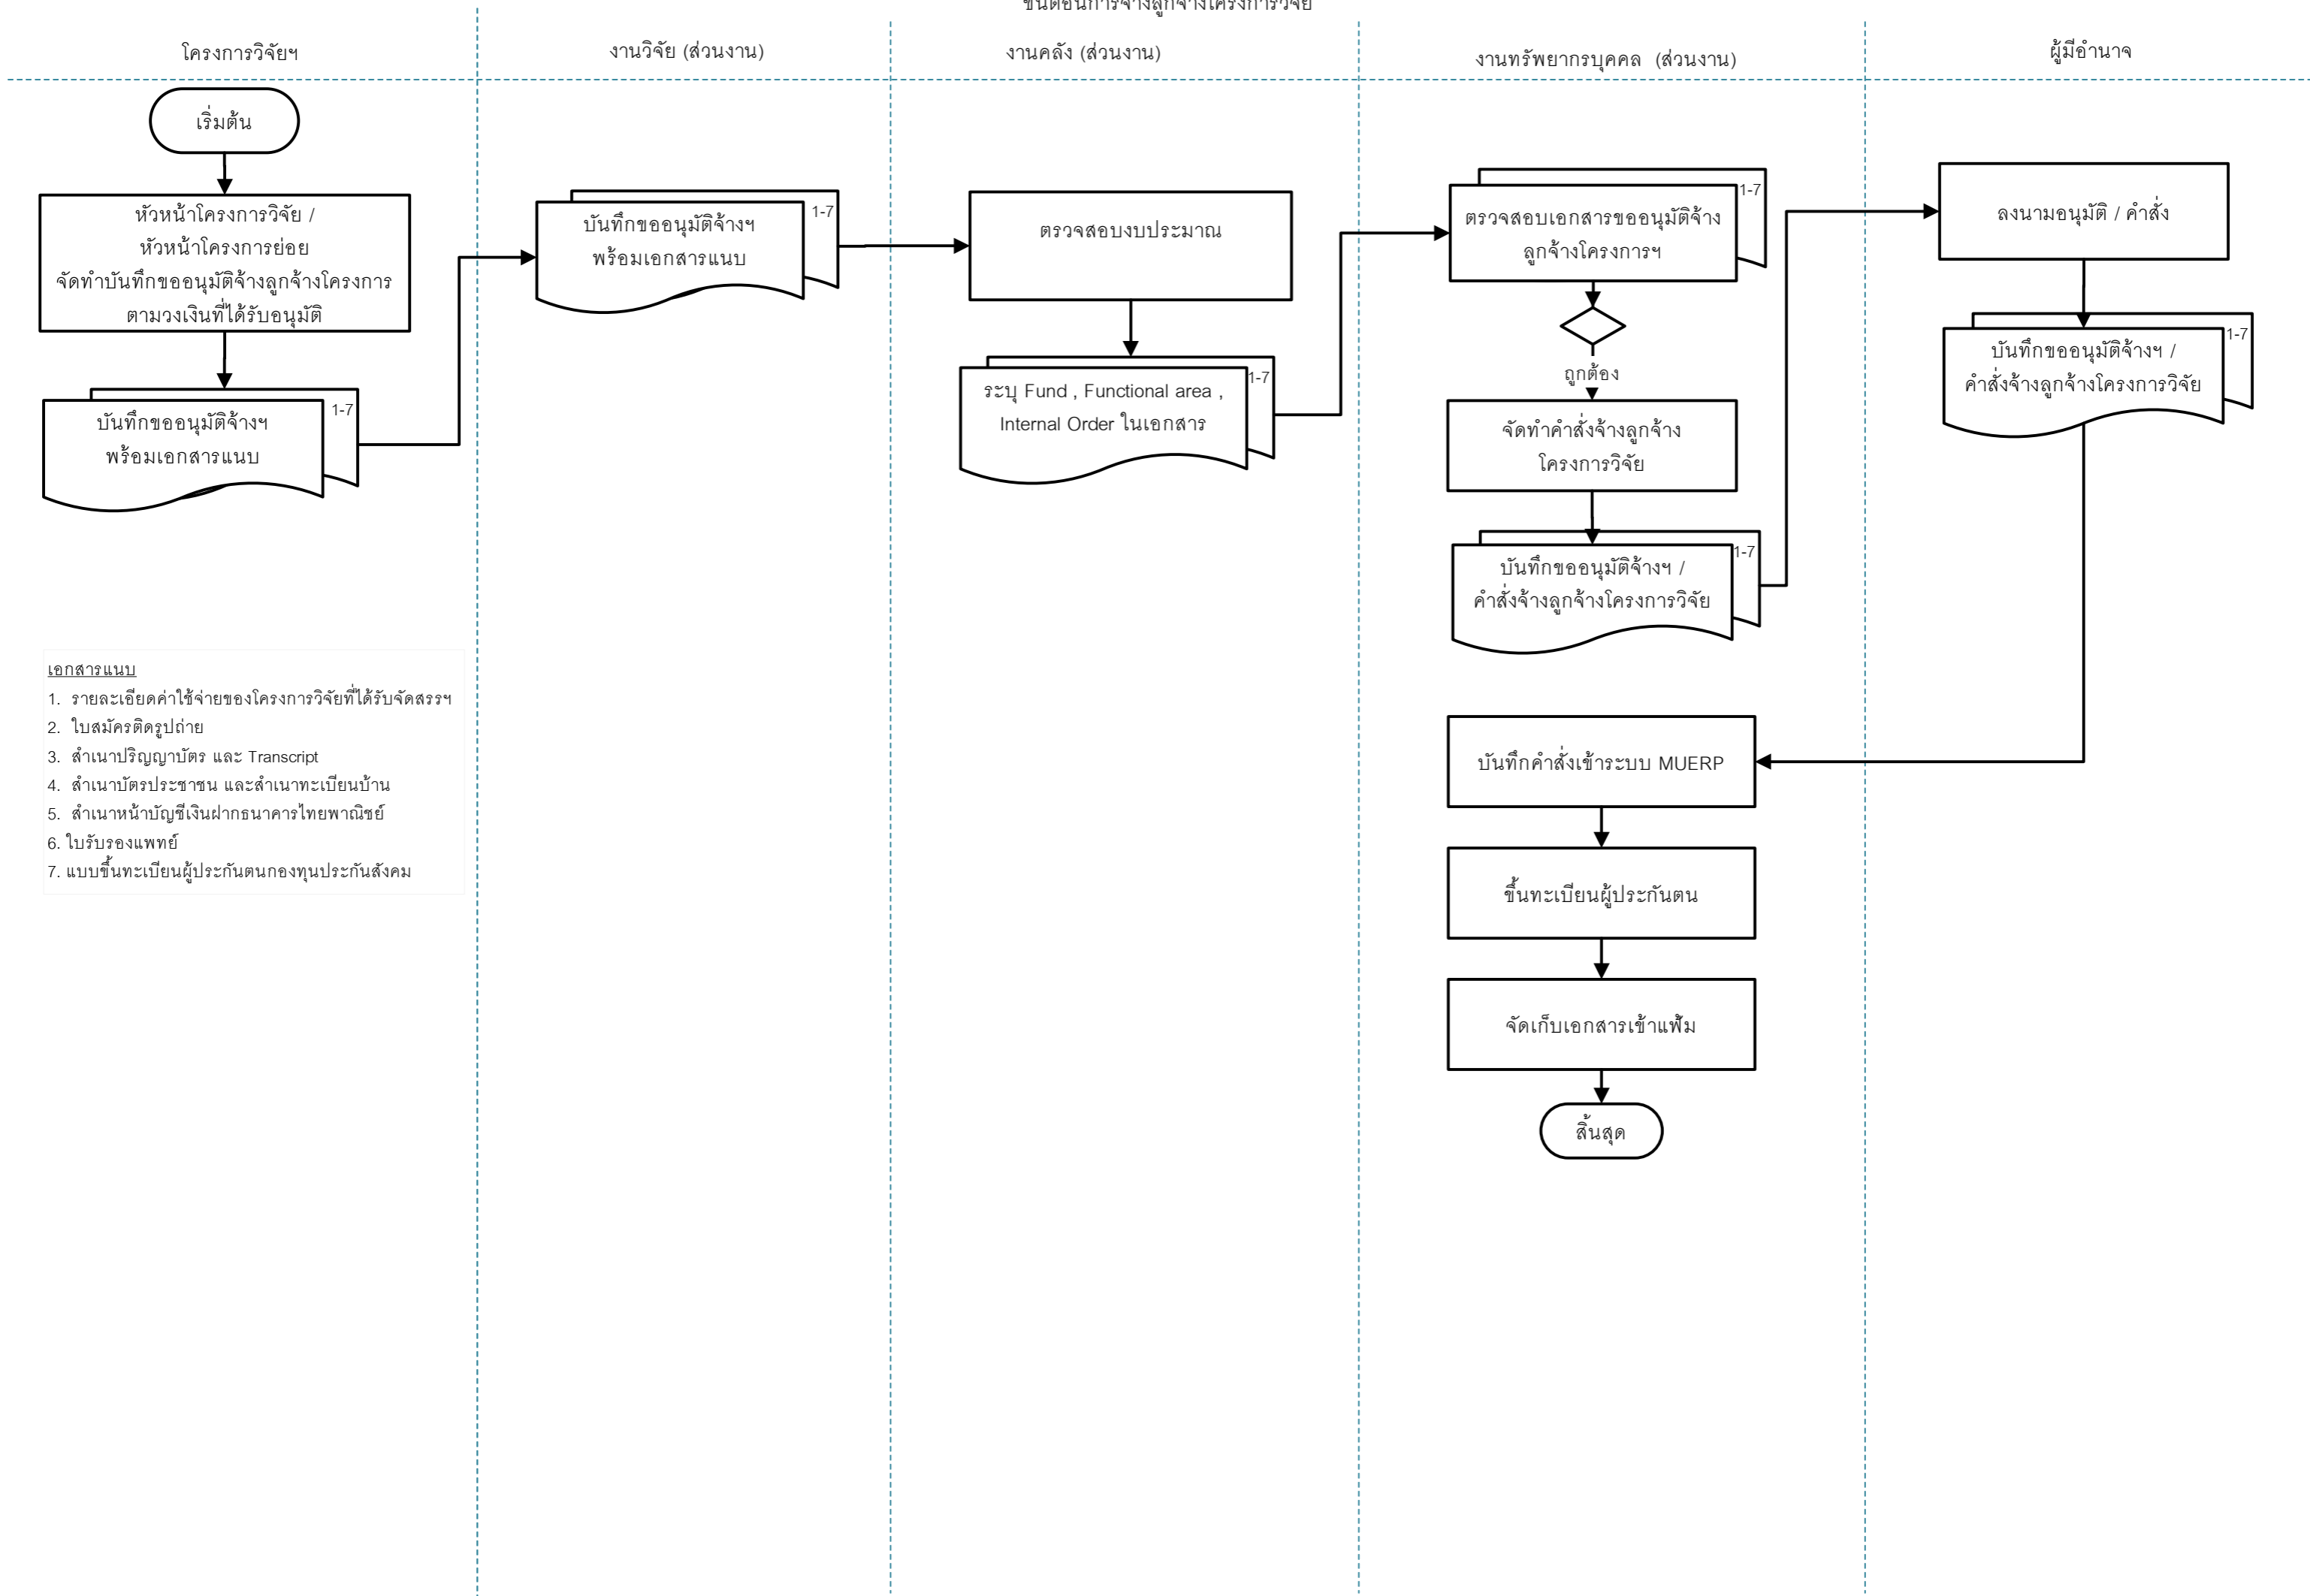 ขั้นตอนการจ้างลูกจ้างโครงการวิจัย
โครงการวิจัยฯ
งานวิจัย (ส่วนงาน)
งานคลัง (ส่วนงาน)
งานทรัพยากรบุคคล (ส่วนงาน)
ผู้มีอำนาจ
เริ่มต้น
หัวหน้าโครงการวิจัย /
หัวหน้าโครงการย่อย
จัดทำบันทึกขออนุมัติจ้างลูกจ้างโครงการ
ตามวงเงินที่ได้รับอนุมัติ
1-7
บันทึกขออนุมัติจ้างฯ
พร้อมเอกสารแนบ
1-7
บันทึกขออนุมัติจ้างฯ
พร้อมเอกสารแนบ
ตรวจสอบงบประมาณ
1-7
ระบุ Fund , Functional area ,
Internal Order ในเอกสาร
1-7
ตรวจสอบเอกสารขออนุมัติจ้าง
ลูกจ้างโครงการฯ
ถูกต้อง
จัดทำคำสั่งจ้างลูกจ้าง
โครงการวิจัย
1-7
บันทึกขออนุมัติจ้างฯ /
คำสั่งจ้างลูกจ้างโครงการวิจัย
ลงนามอนุมัติ / คำสั่ง
1-7
บันทึกขออนุมัติจ้างฯ /
คำสั่งจ้างลูกจ้างโครงการวิจัย
บันทึกคำสั่งเข้าระบบ MUERP
ขึ้นทะเบียนผู้ประกันตน
จัดเก็บเอกสารเข้าแฟ้ม
สิ้นสุด
เอกสารแนบ
1. รายละเอียดค่าใช้จ่ายของโครงการวิจัยที่ได้รับจัดสรรฯ
2. ใบสมัครติดรูปถ่าย
3. สำเนาปริญญาบัตร และ Transcript
4. สำเนาบัตรประชาชน และสำเนาทะเบียนบ้าน
5. สำเนาหน้าบัญชีเงินฝากธนาคารไทยพาณิชย์
6. ใบรับรองแพทย์
7. แบบขึ้นทะเบียนผู้ประกันตนกองทุนประกันสังคม